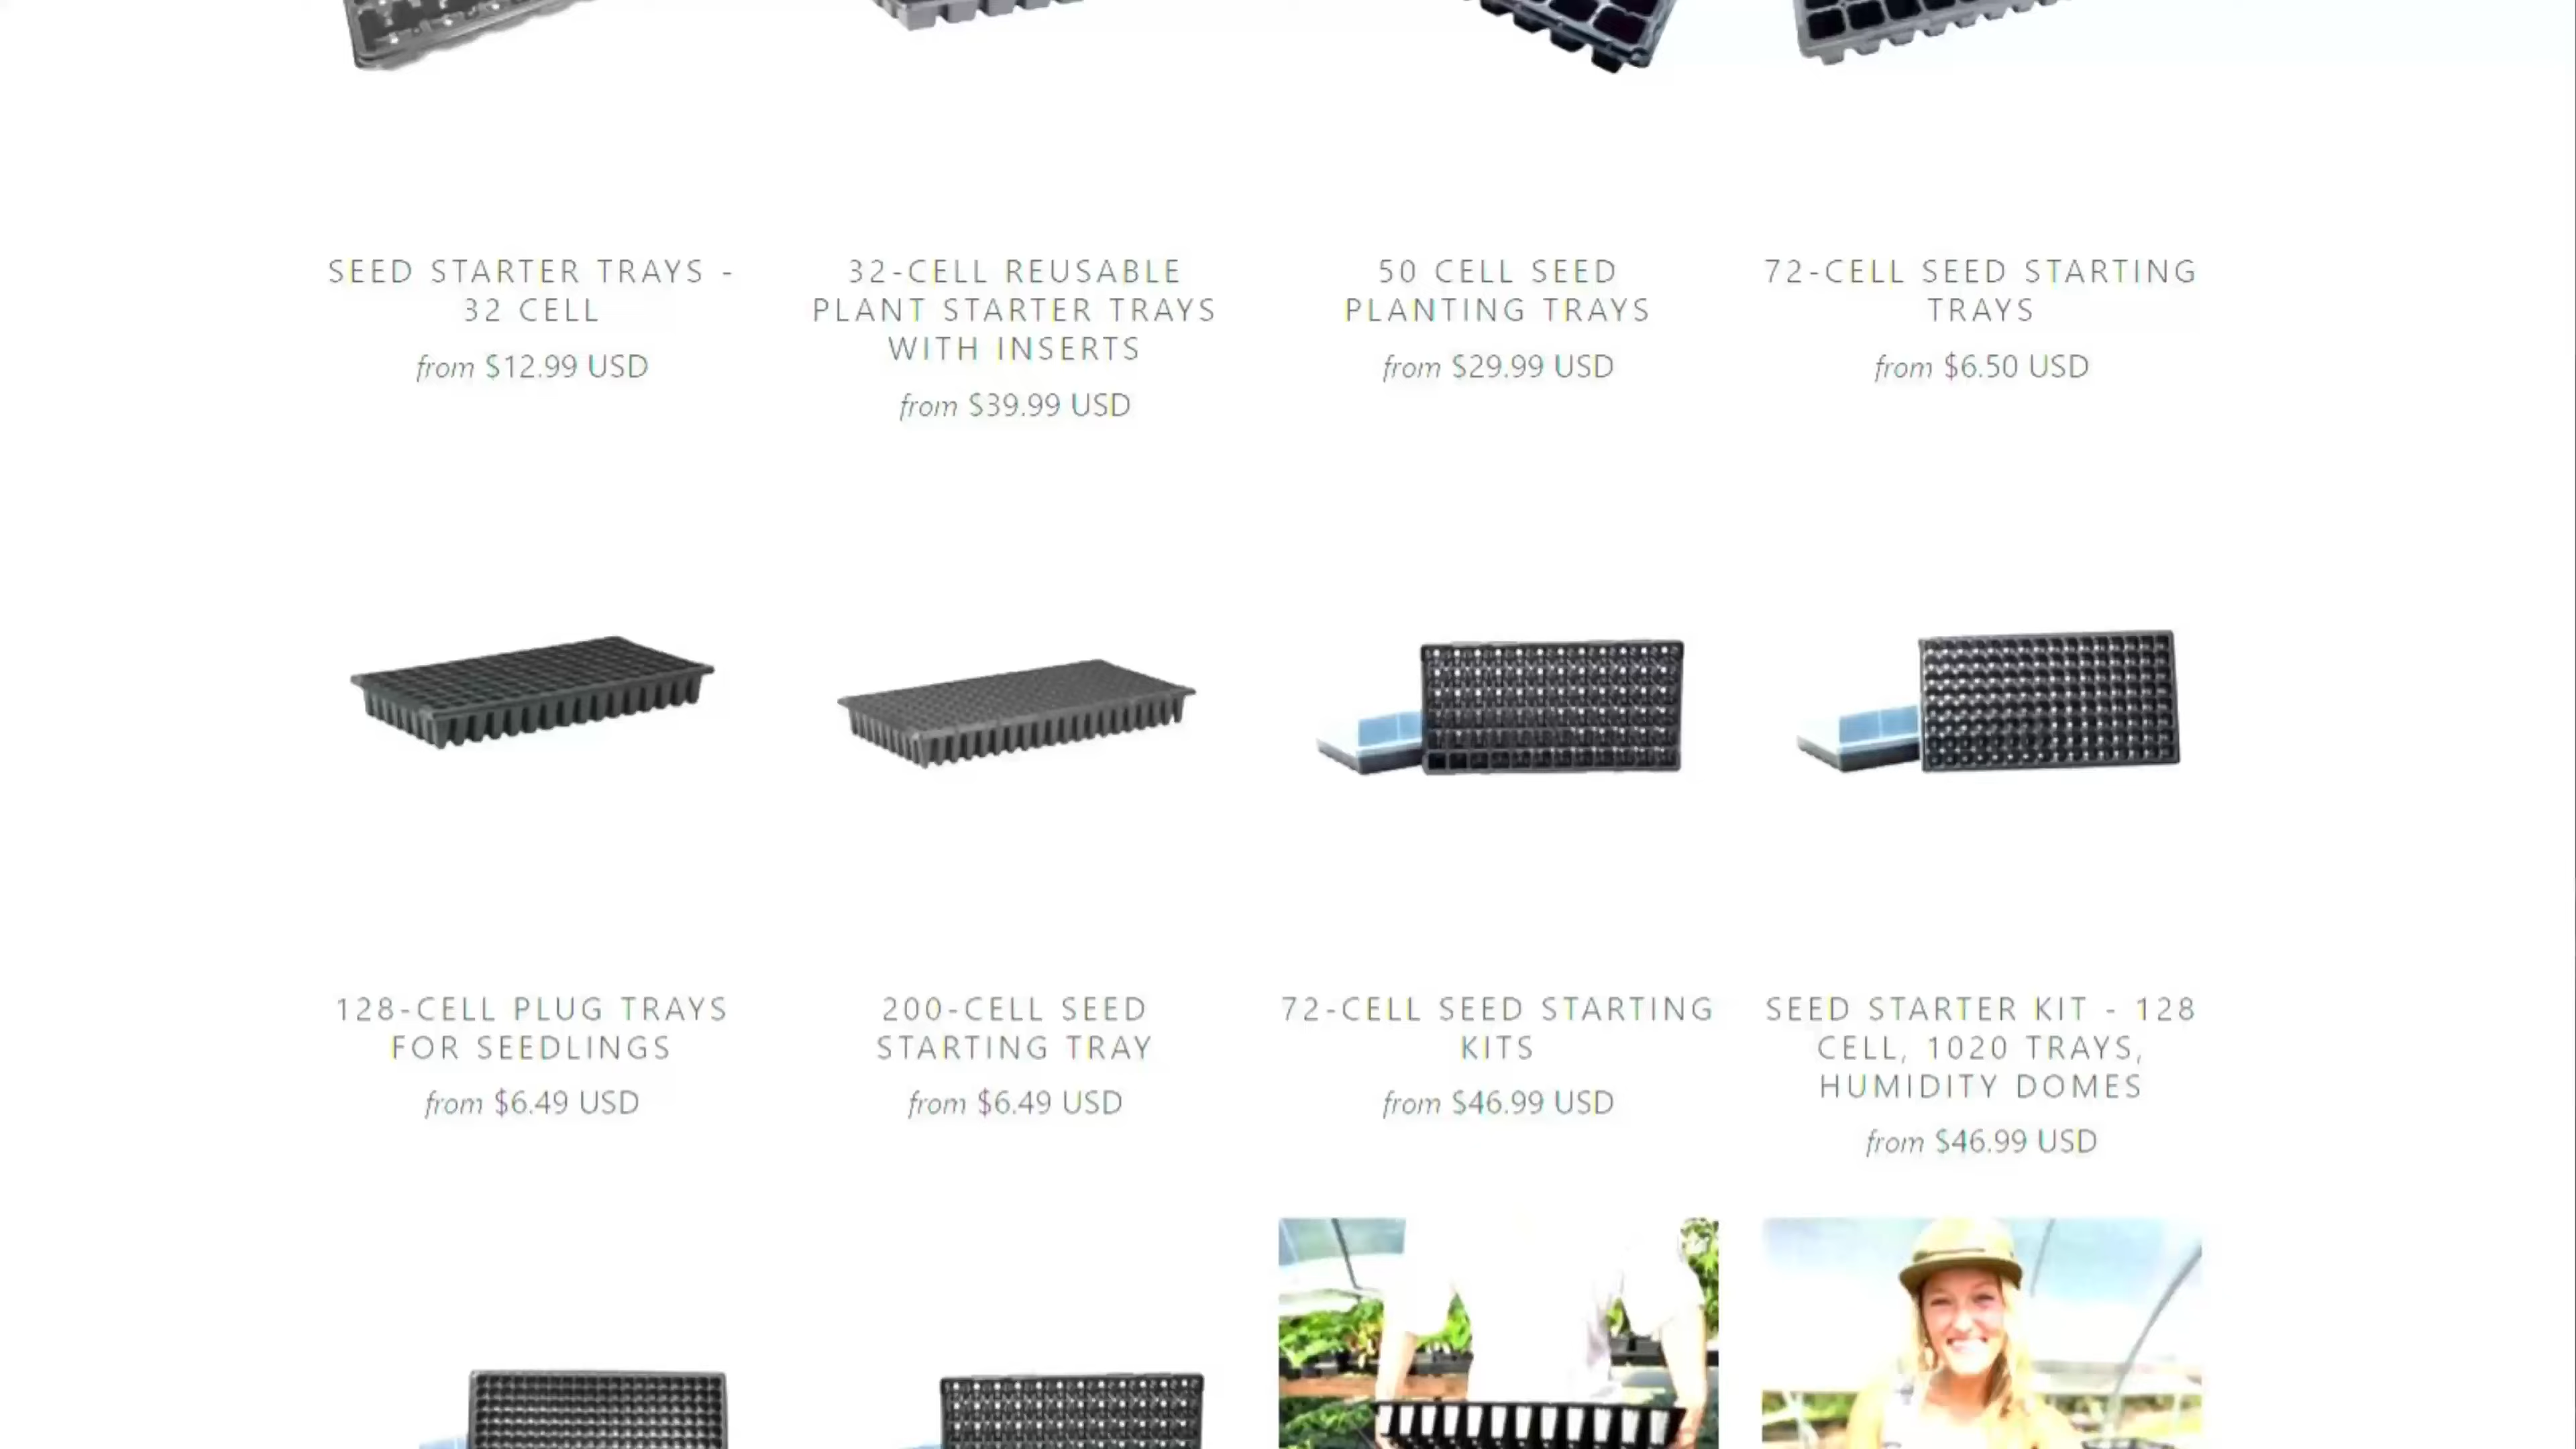 SEED STARTER TRAYS -
32 CELL
from $12.99 USD
32-CELL REUSABLE
PLANT STARTER TRAYS
WITH INSERTS
from $39.99 USD
50 CELL SEED
PLANTING TRAYS
from $29.99 USD
72-CELL SEED STARTING
TRAYS
from $6.50 USD
128-CELL PLUG TRAYS
FOR SEEDLINGS
from $6.49 USD
200-CELL SEED
STARTING TRAY
from $6.49 USD
72-CELL SEED STARTING
KITS
from $46.99 USD
SEED STARTER KIT - 128
CELL, 1020 TRAYS,
HUMIDITY DOMES
from $46.99 USD